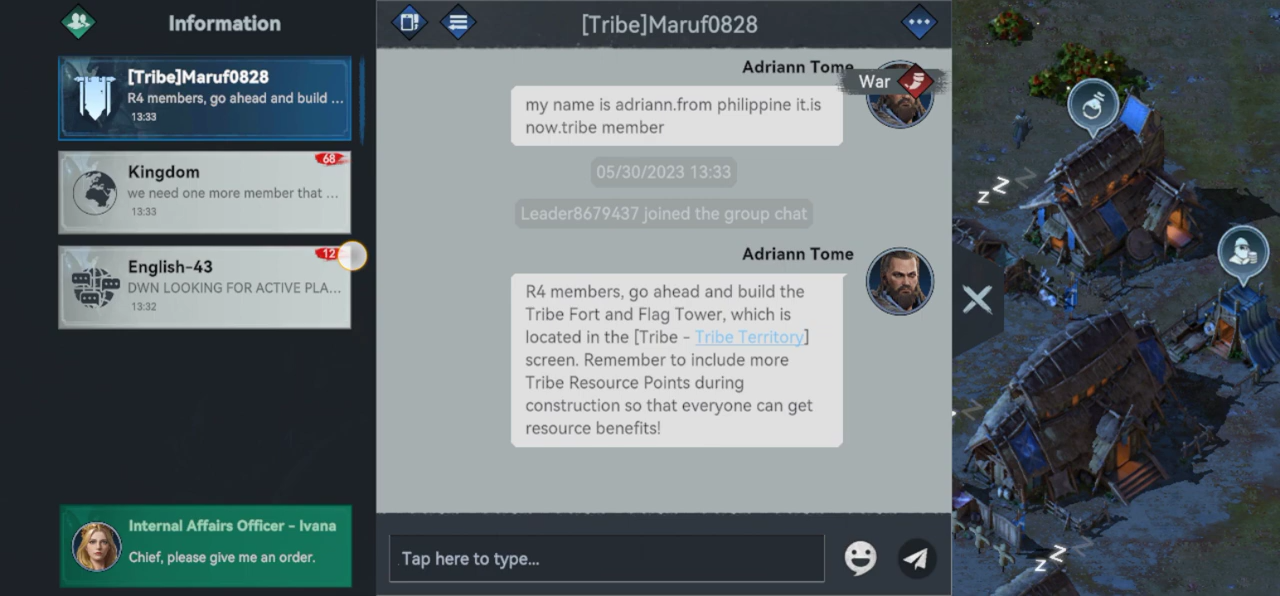 Information
[Tribe]Maruf0828
R4 members, go ahead and build ...
13:33
68
Kingdom
we need one more member that ...
13:33
12
English-43
DWN LOOKING FOR ACTIVE PLA...
13:32
Internal Affairs Officer - Ivana
Chief, please give me an order.
[Tribe]Maruf0828
Adriann Tome
War
my name is adriann.from philippine it.is
now.tribe member
05/30/2023 13:33
Leader8679437 joined the group chat
Adriann Tome
R4 members, go ahead and build the
Tribe Fort and Flag Tower, which is
located in the [Tribe - Tribe Territory]
screen. Remember to include more
Tribe Resource Points during
construction so that everyone can get
resource benefits!
Tap here to type...
z z z
z
z z